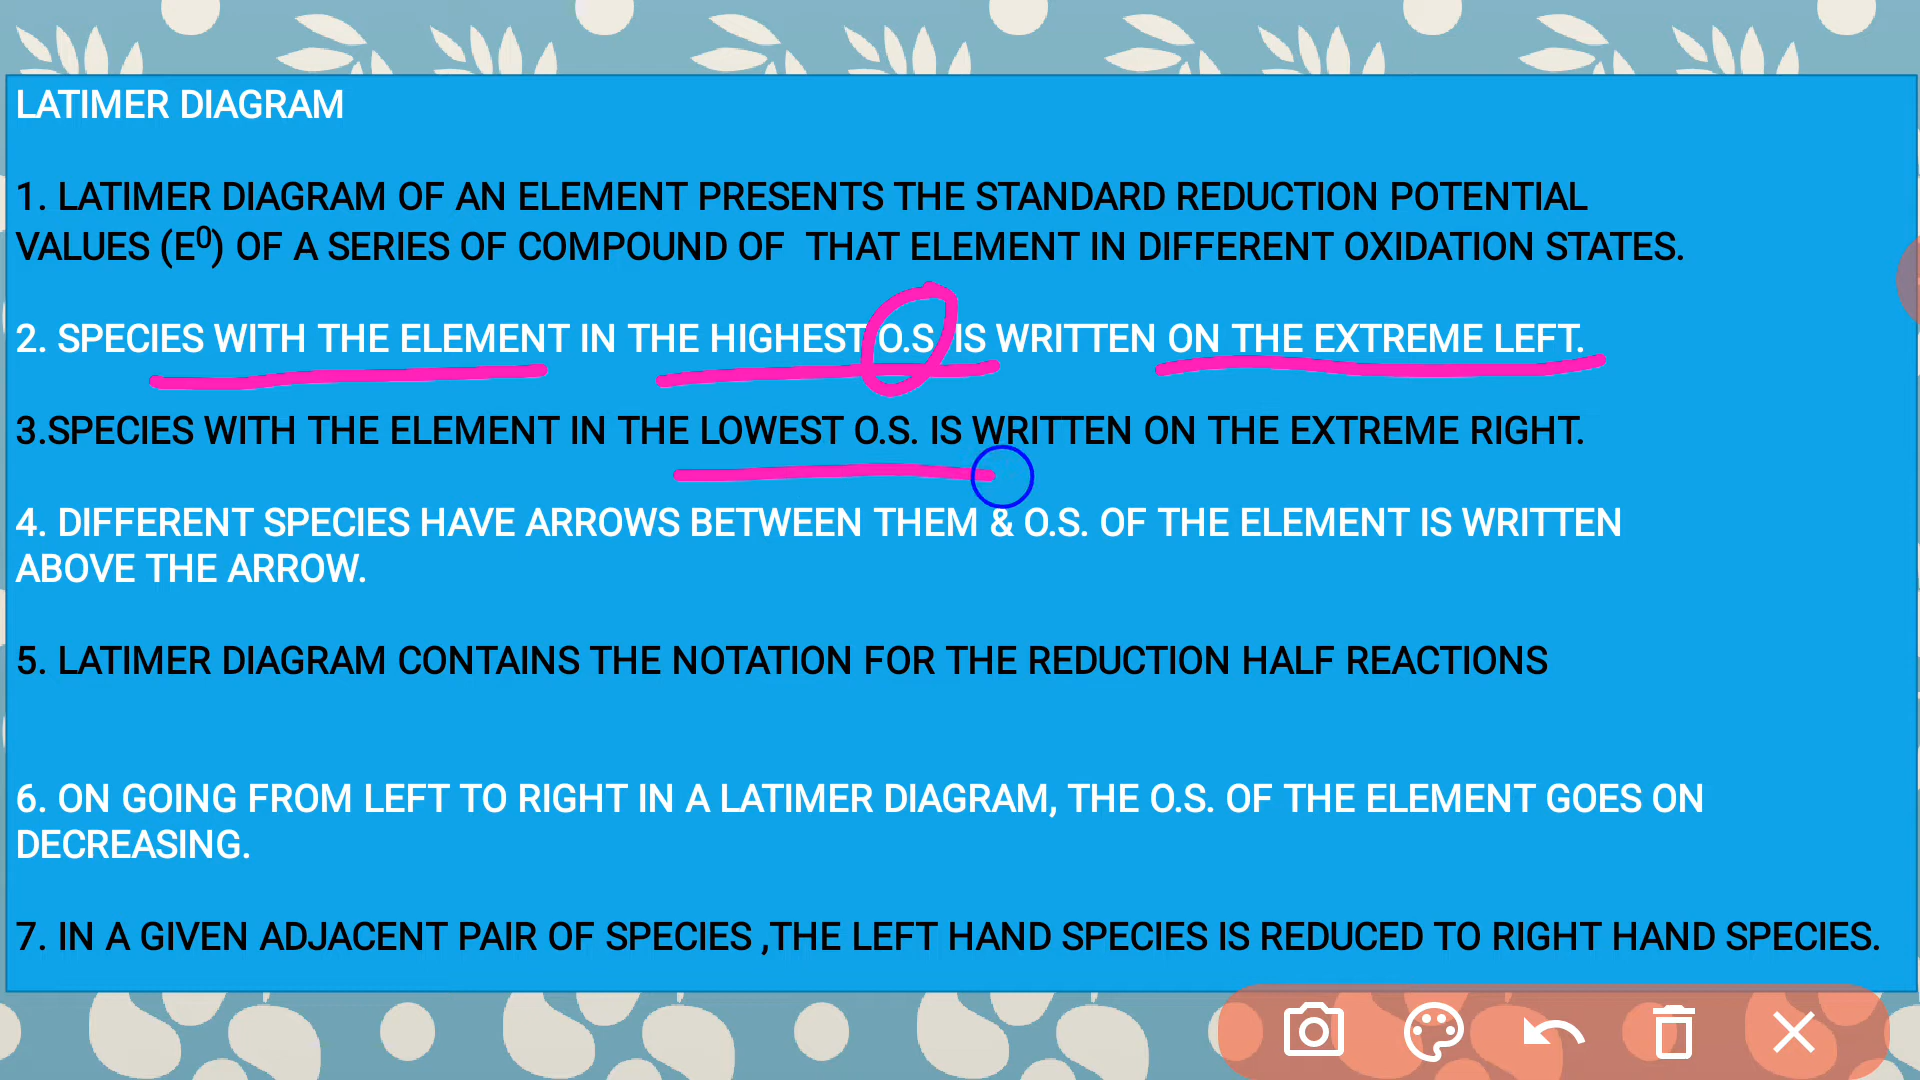 LATIMER DIAGRAM
1. LATIMER DIAGRAM OF AN ELEMENT PRESENTS THE STANDARD REDUCTION POTENTIAL
VALUES (E⁰) OF A SERIES OF COMPOUND OF THAT ELEMENT IN DIFFERENT OXIDATION STATES.
2. SPECIES WITH THE ELEMENT IN THE HIGHEST O.S. IS WRITTEN ON THE EXTREME LEFT.
3.SPECIES WITH THE ELEMENT IN THE LOWEST O.S. IS WRITTEN ON THE EXTREME RIGHT.
4. DIFFERENT SPECIES HAVE ARROWS BETWEEN THEM & O.S. OF THE ELEMENT IS WRITTEN
ABOVE THE ARROW.
5. LATIMER DIAGRAM CONTAINS THE NOTATION FOR THE REDUCTION HALF REACTIONS
6. ON GOING FROM LEFT TO RIGHT IN A LATIMER DIAGRAM, THE O.S. OF THE ELEMENT GOES ON
DECREASING.
7. IN A GIVEN ADJACENT PAIR OF SPECIES ,THE LEFT HAND SPECIES IS REDUCED TO RIGHT HAND SPECIES.